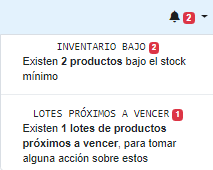 2
INVENTARIO BAJO 2
Existen 2 productos bajo el stock
mínimo
LOTES PRÓXIMOS A VENCER 1
Existen 1 lotes de productos
próximos a vencer, para tomar
alguna acción sobre estos